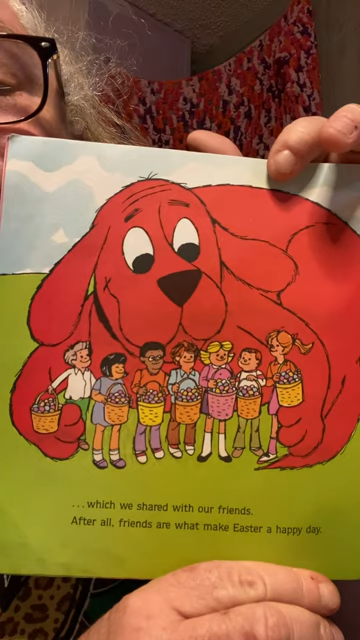 ...which we shared with our friends.
After all, friends are what make Easter a happy day.